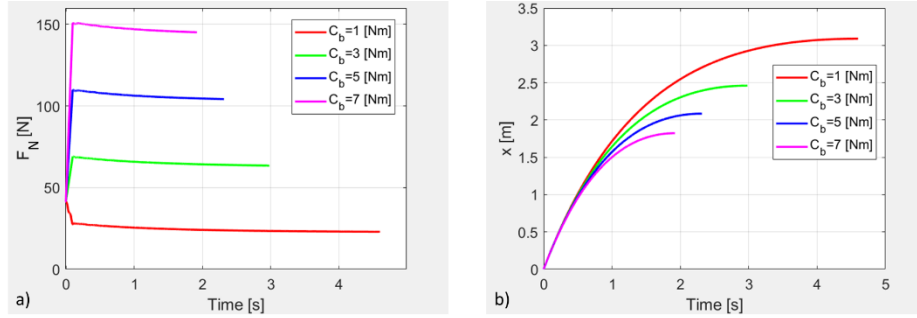 150
100
50
0
F_N [N]
0
1
2
3
4
Time [s]
C_b=1 [Nm]
C_b=3 [Nm]
C_b=5 [Nm]
C_b=7 [Nm]
a)
3.5
3
2.5
2
1.5
1
0.5
0
x [m]
0
1
2
3
4
5
Time [s]
C_b=1 [Nm]
C_b=3 [Nm]
C_b=5 [Nm]
C_b=7 [Nm]
b)